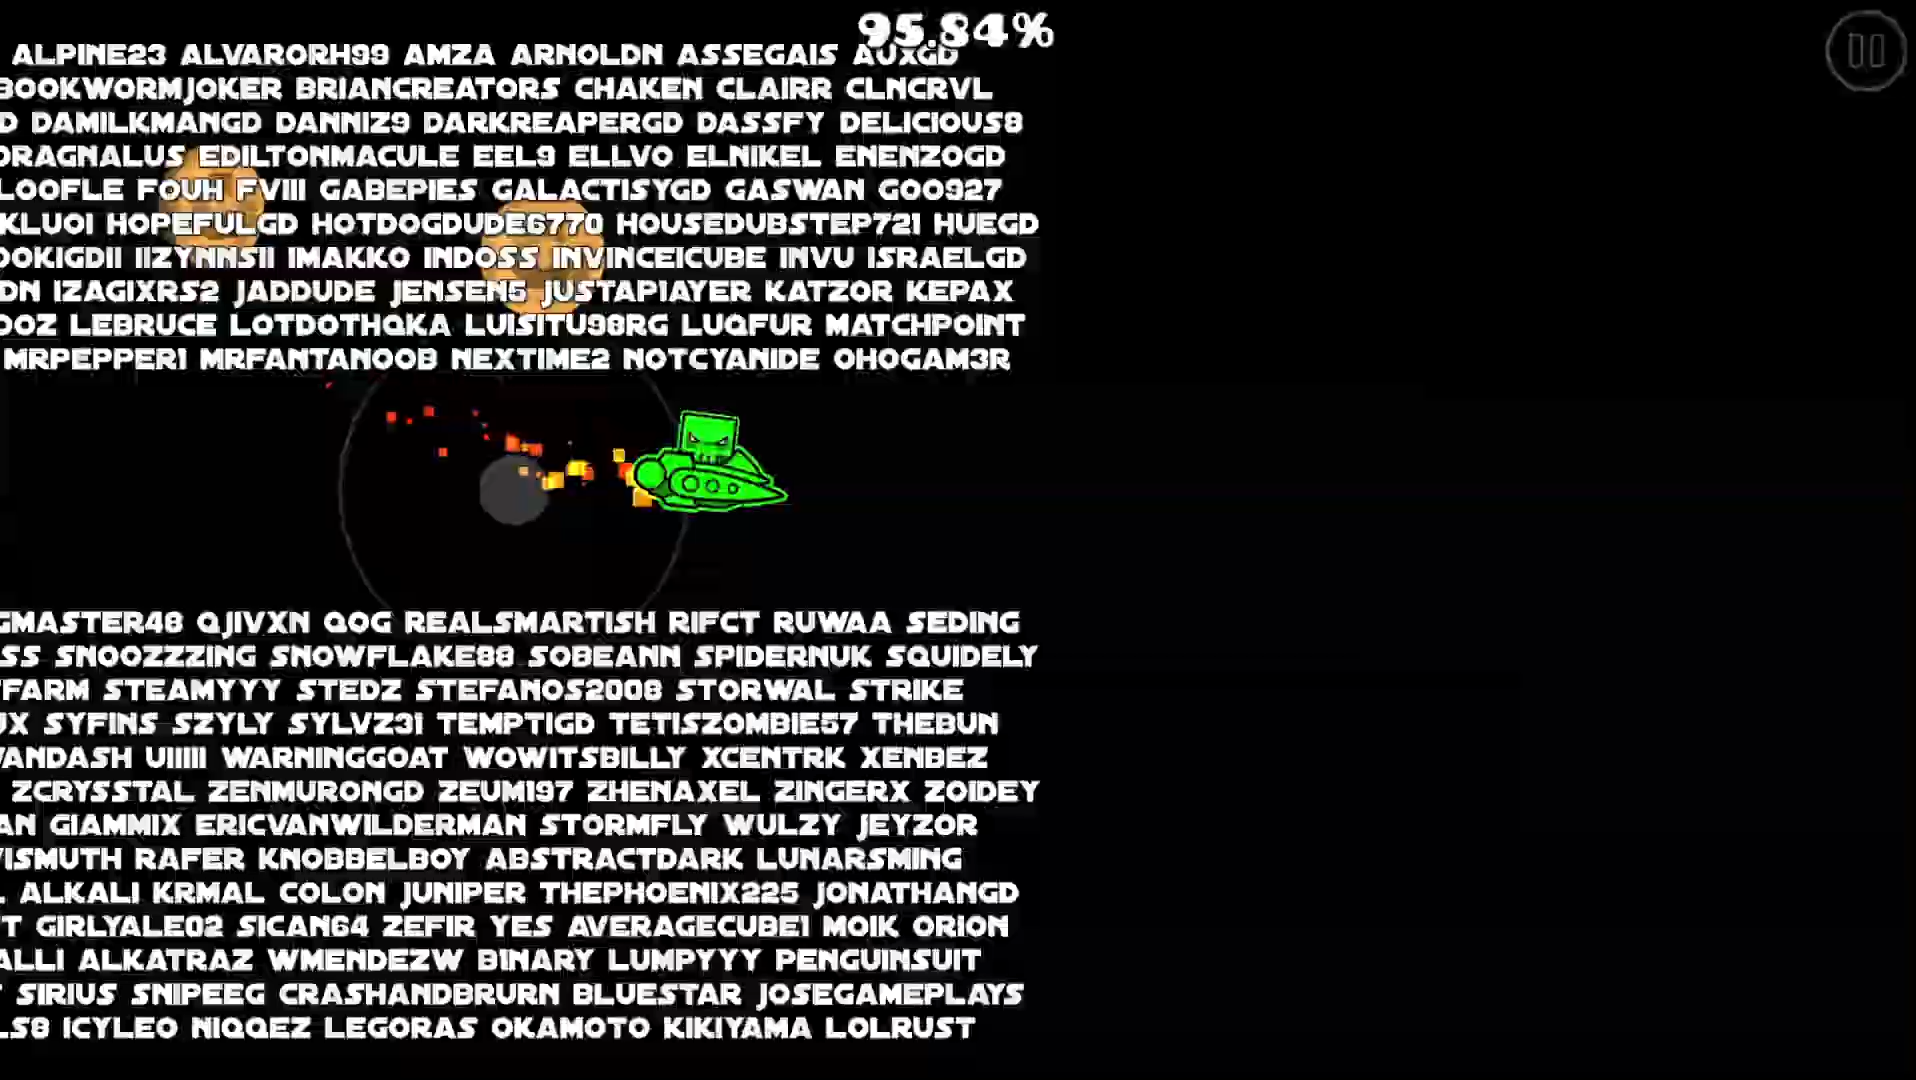 95.84%
ALPINE23 ALVARORH99 AMZA ARNOLDN ASSEGAIS AUXGD
BOOKWORMJOKER BRIANCREATORS CHAKEN CLAIRR CLNCRVL
D DAMILKMANGD DANNIZ9 DARKREAPERGD DASSFY DELICIOUS8
DRAGNALUS EDILTONMACULE EEL9 ELLVO ELNIKEL ENENZOGD
LOOFLE FOUH FVIII GABEPIES GALACTISYGD GASWAN GOO927
KLUOI HOPEFULGD HOTDOGDUDE6770 HOUSEDUBSTEP721 HUEGD
OOKIGDII IIZYNNSII IMAKKO INDOSS INVINCEICUBE INVU ISRAELGD
DN IZAGIXRS2 JADDUDE JENSEN5 JUSTAP1AYER KATZOR KEPAX
OOZ LEBRUCE LOTDOTHQKA LUISITU98RG LUQFUR MATCHPOINT
MRPEPPER1 MRFANTANOOB NEXTIME2 NOTCYANIDE OHOGAM3R
GMASTER48 QJIVXN QOG REALSMARTISH RIFCT RUWAA SEDING
SS SNOOZZZING SNOWFLAKE88 SOBEANN SPIDERNUK SQUIDELY
FARM STEAMYYY STEDZ STEFANOS2008 STORWAL STRIKE
UX SYFINS SZYLY SYLVZ31 TEMPTIGD TETISZOMBIE57 THEBUN
VANDASH UIIIII WARNINGGOAT WOWITSBILLY XCENTRK XENBEZ
ZCRYSSTAL ZENMURONGD ZEUM197 ZHENAXEL ZINGERX ZOIDEY
AN GIAMMIX ERICVANWILDERMAN STORMFLY WULZY JEYZOR
VISMUTH RAFER KNOBBELBOY ABSTRACTDARK LUNARSMING
L ALKALI KRMAL COLON JUNIPER THEPHOENIX225 JONATHANGD
T GIRLYALE02 SICAN64 ZEFIR YES AVERAGECUBE1 MOIK ORION
ALLI ALKATRAZ WMENDEZW B1NARY LUMPYYY PENGUINSUIT
SIRIUS SNIPEEG CRASHANDBRURN BLUESTAR JOSEGAMEPLAYS
LS8 ICYLEO NIQQEZ LEGORAS OKAMOTO KIKIYAMA LOLRUST